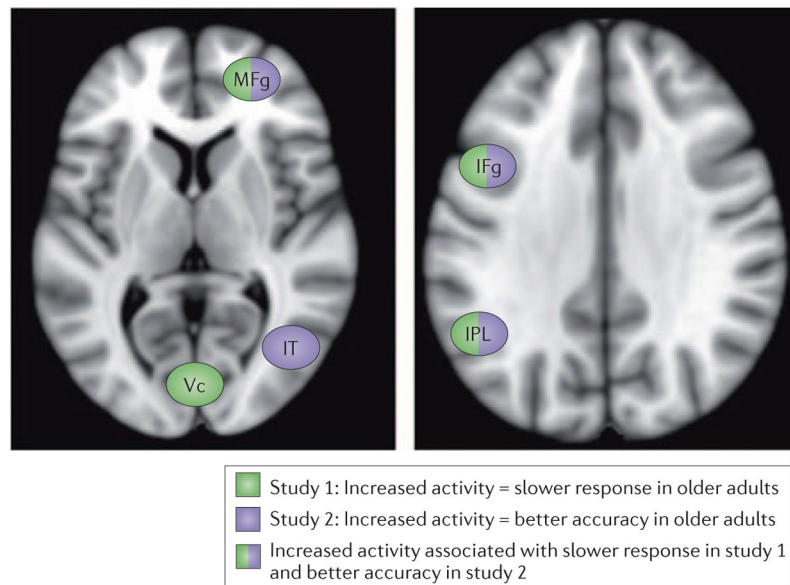 MFg
IFg
IPL
IT
Vc
Study 1: Increased activity = slower response in older adults
Study 2: Increased activity = better accuracy in older adults
Increased activity associated with slower response in study 1
and better accuracy in study 2